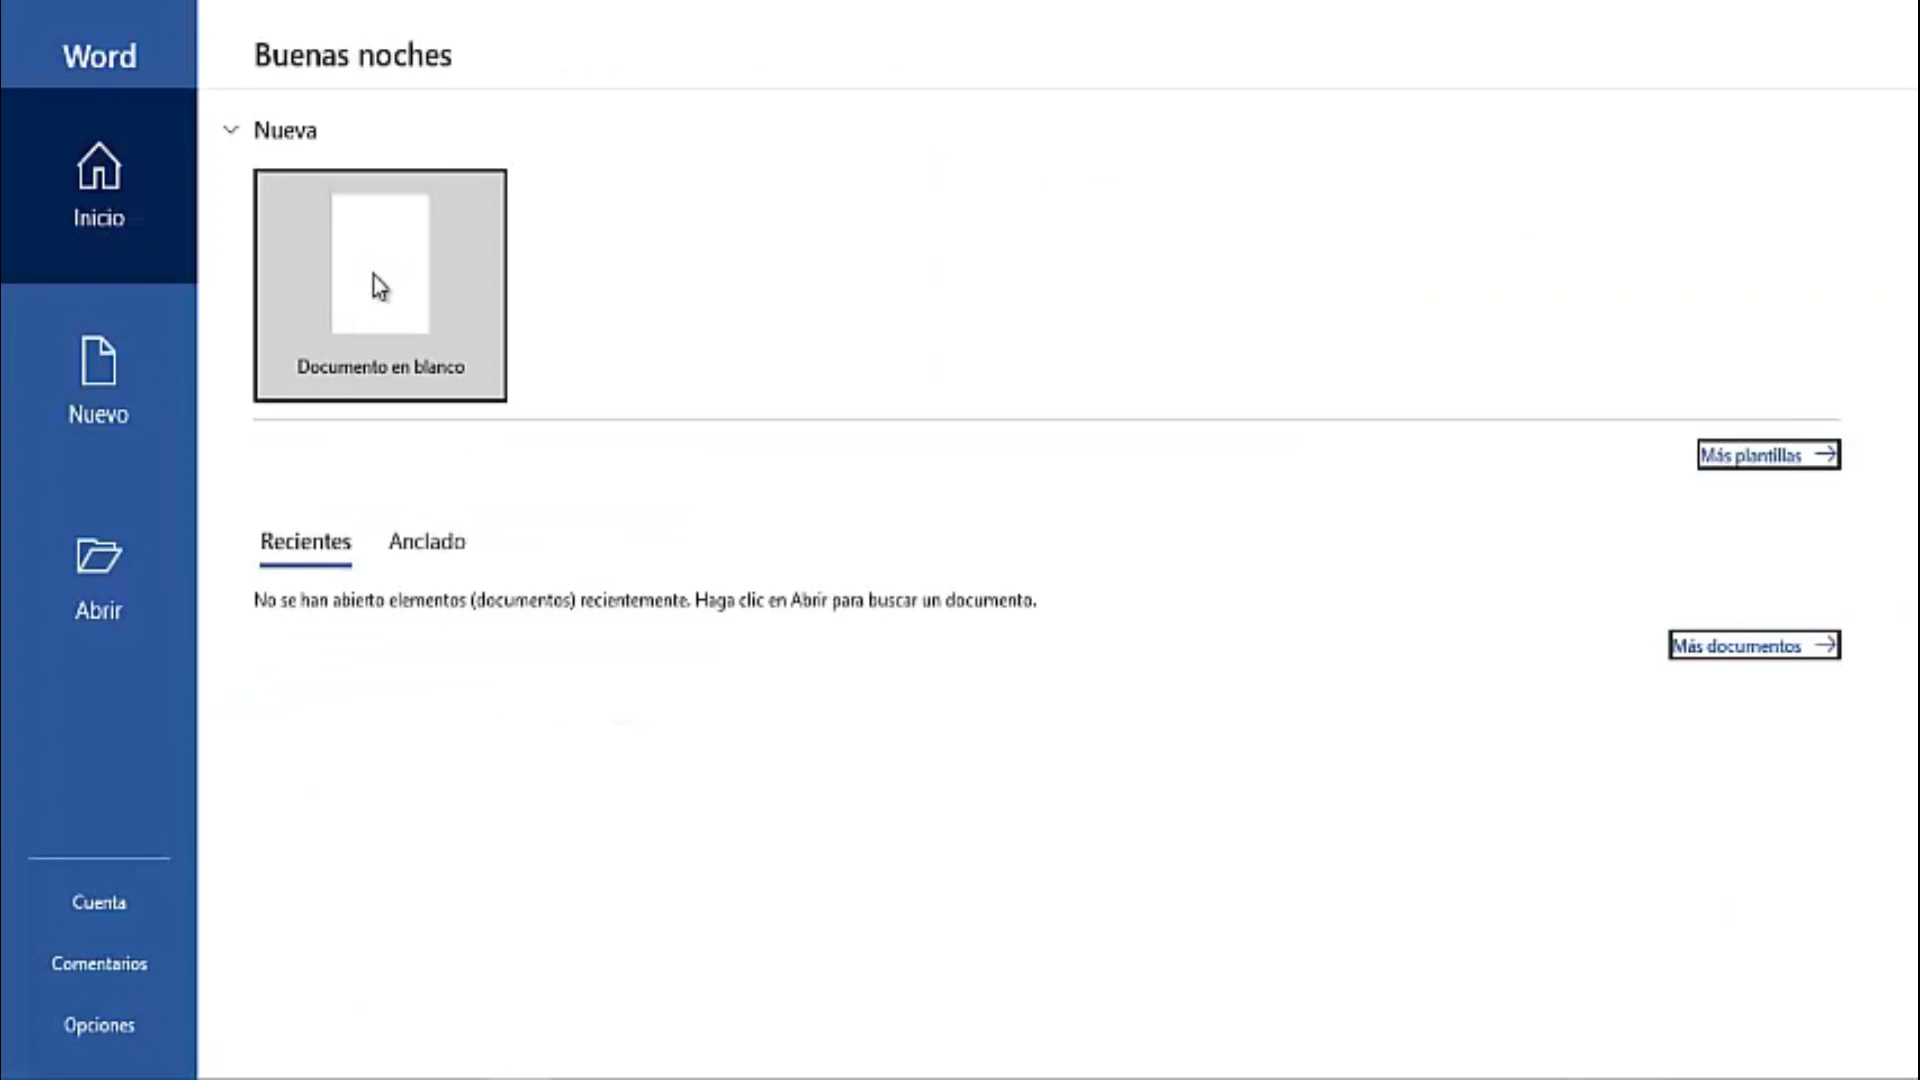 Word
Buenas noches
Inicio
Nuevo
Abrir
Cuenta
Comentarios
Opciones
Nueva
Documento en blanco
Más plantillas
Recientes Anclado
No se han abierto elementos (documentos) recientemente. Haga clic en Abrir para buscar un documento.
Más documentos